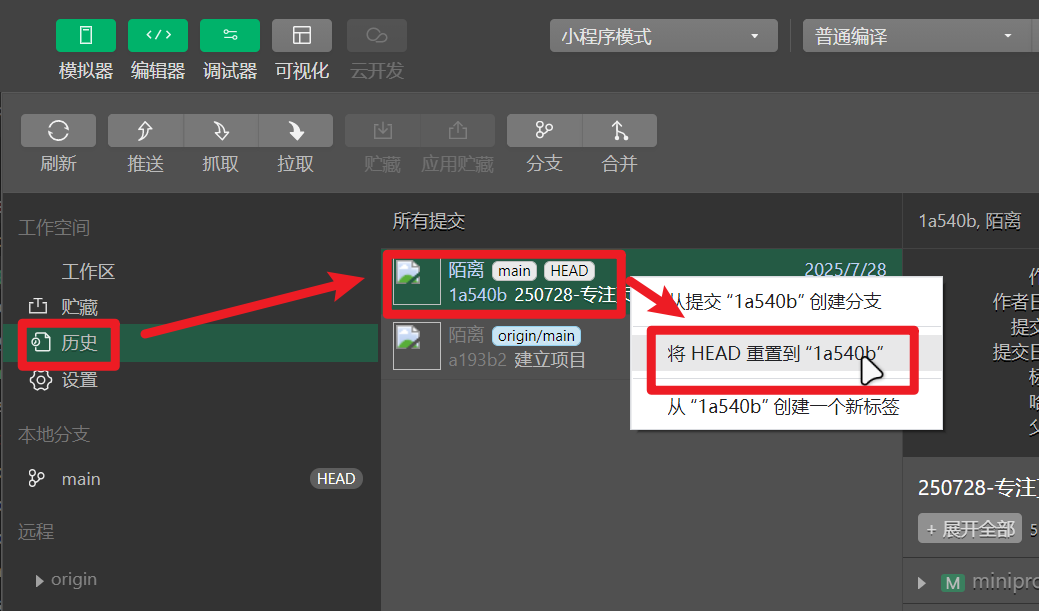 模拟器 编辑器 调试器 可视化 云开发
小程序模式 普通编译
刷新 推送 抓取 拉取 贮藏 应用贮藏 分支 合并
工作空间
工作区
贮藏
历史
设置
本地分支
main HEAD
远程
origin
所有提交
陌离 main HEAD 2025/7/28
1a540b 250728-专注
陌离 origin/main
a193b2 建立项目
从提交 “1a540b” 创建分支
将 HEAD 重置到 “1a540b”
从 “1a540b” 创建一个新标签
1a540b, 陌离
作者日
提交
提交日
250728-专注
+ 展开全部 5
M minipro